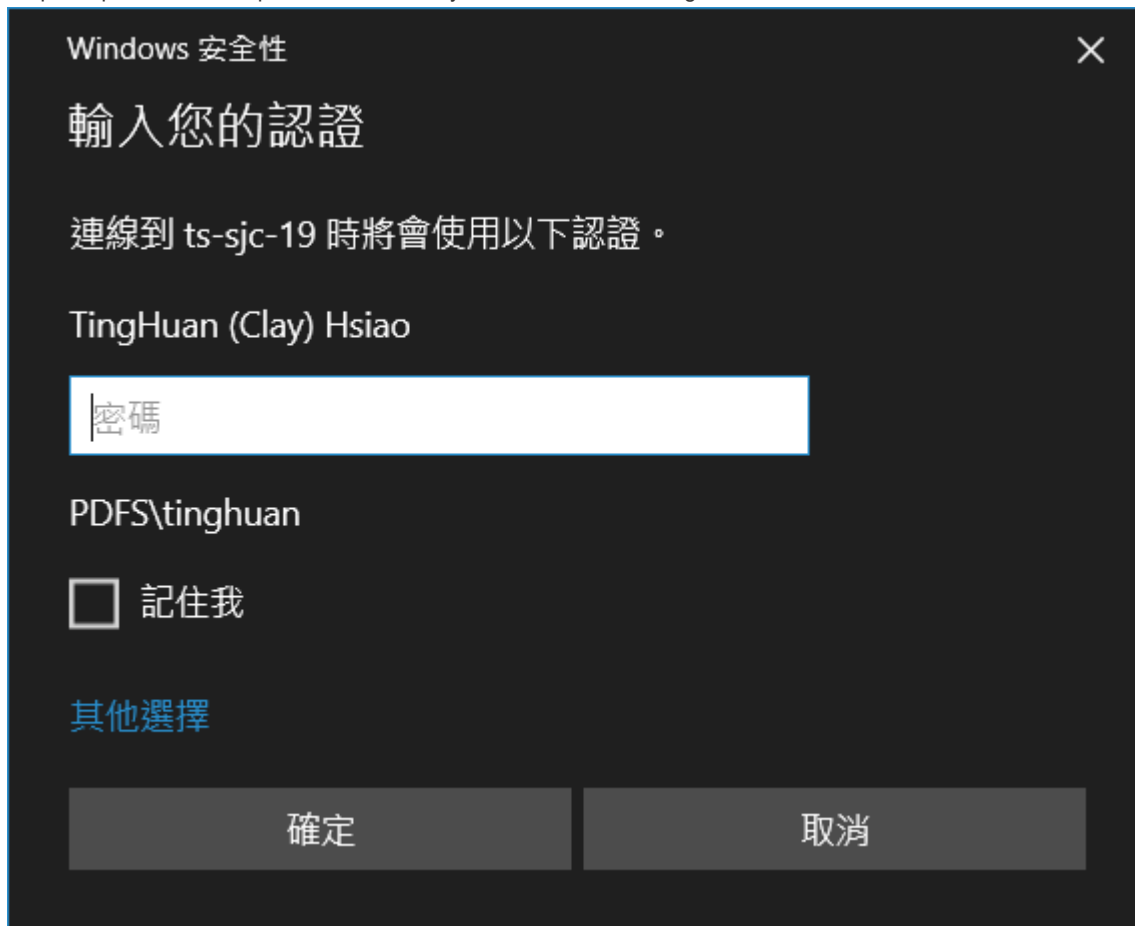 Windows 安全性
輸入您的認證
連線到 ts-sjc-19 時將會使用以下認證。
TingHuan (Clay) Hsiao
密碼
PDFS\tinghuan
記住我
其他選擇
確定
取消